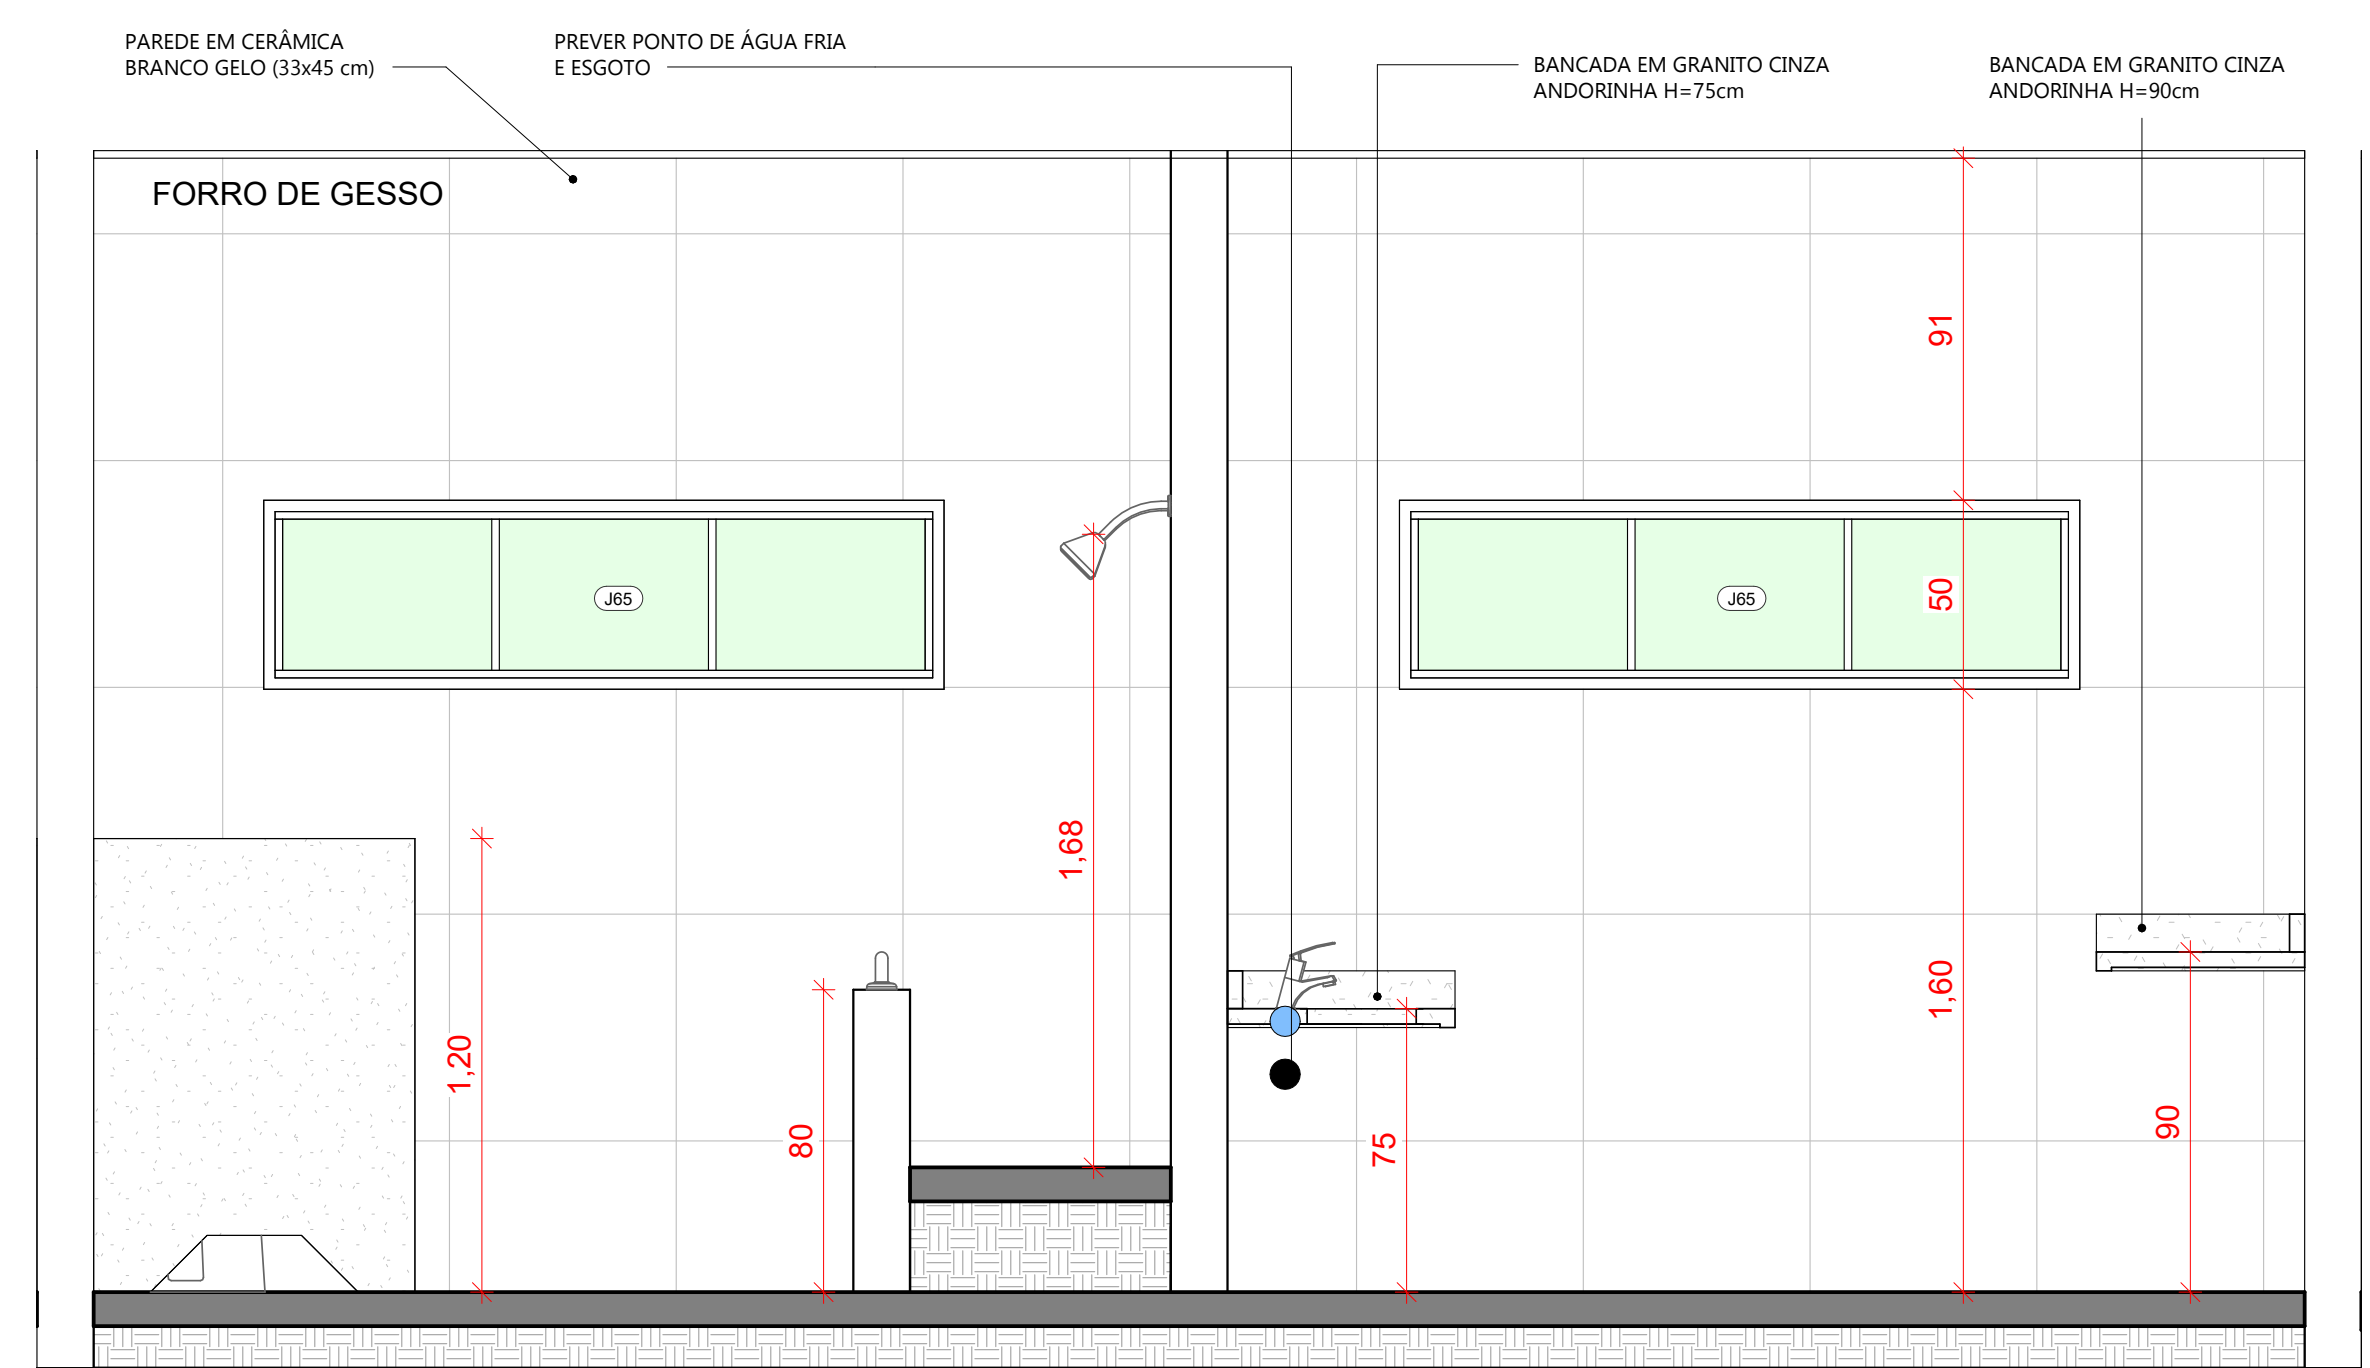 PAREDE EM CERÂMICA
BRANCO GELO (33x45 cm)
PREVER PONTO DE ÁGUA FRIA
E ESGOTO
BANCADA EM GRANITO CINZA
ANDORINHA H=75cm
BANCADA EM GRANITO CINZA
ANDORINHA H=90cm
FORRO DE GESSO
91
J65
J65
50
1,68
1,20
80
75
1,60
90